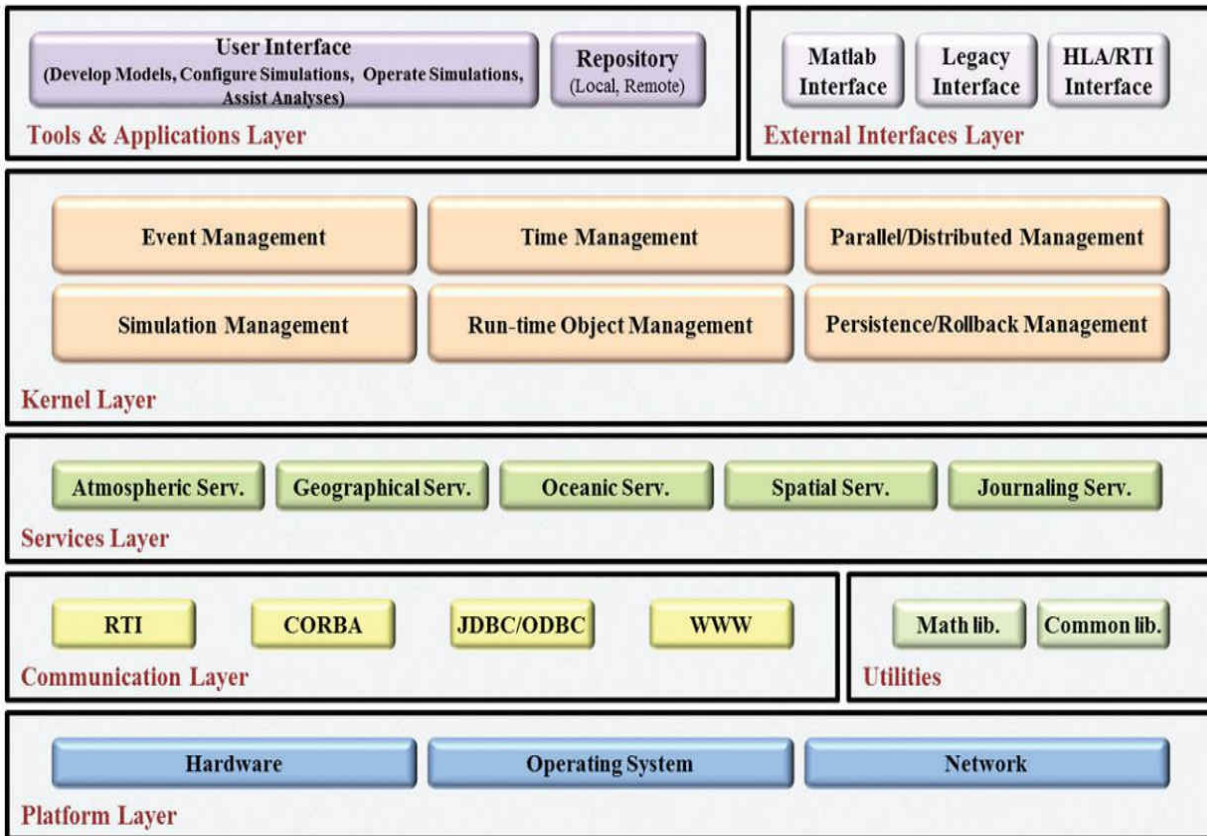 User Interface
(Develop Models, Configure Simulations, Operate Simulations,
Assist Analyses)
Repository
(Local, Remote)
Tools & Applications Layer
Matlab
Interface
Legacy
Interface
HLA/RTI
Interface
External Interfaces Layer
Event Management
Time Management
Parallel/Distributed Management
Simulation Management
Run-time Object Management
Persistence/Rollback Management
Kernel Layer
Atmospheric Serv.
Geographical Serv.
Oceanic Serv.
Spatial Serv.
Journaling Serv.
Services Layer
RTI
CORBA
JDBC/ODBC
WWW
Communication Layer
Math lib.
Common lib.
Utilities
Hardware
Operating System
Network
Platform Layer